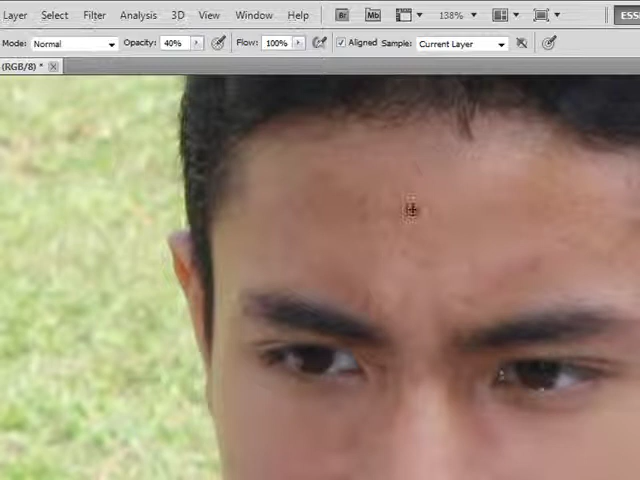 Layer Select Filter Analysis 3D View Window Help Br Mb 138% ESS
Mode: Normal Opacity: 40% Flow: 100% Aligned Sample: Current Layer
(RGB/8) *